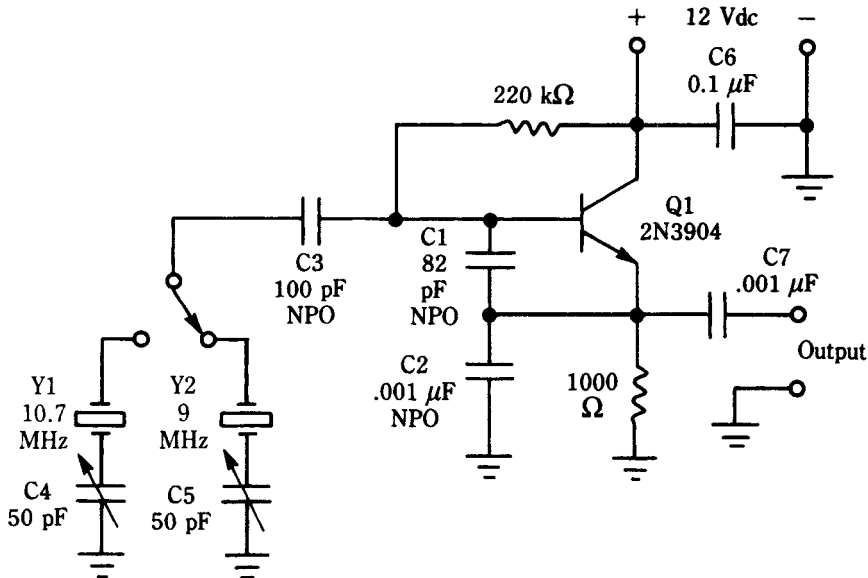 + 12 Vdc −
C6
0.1 μF
220 kΩ
Q1
2N3904
C1
82
pF
NPO
C3
100 pF
NPO
C7
.001 μF
Output
C2
.001 μF
NPO
1000
Ω
Y1
10.7
MHz
Y2
9
MHz
C4
50 pF
C5
50 pF